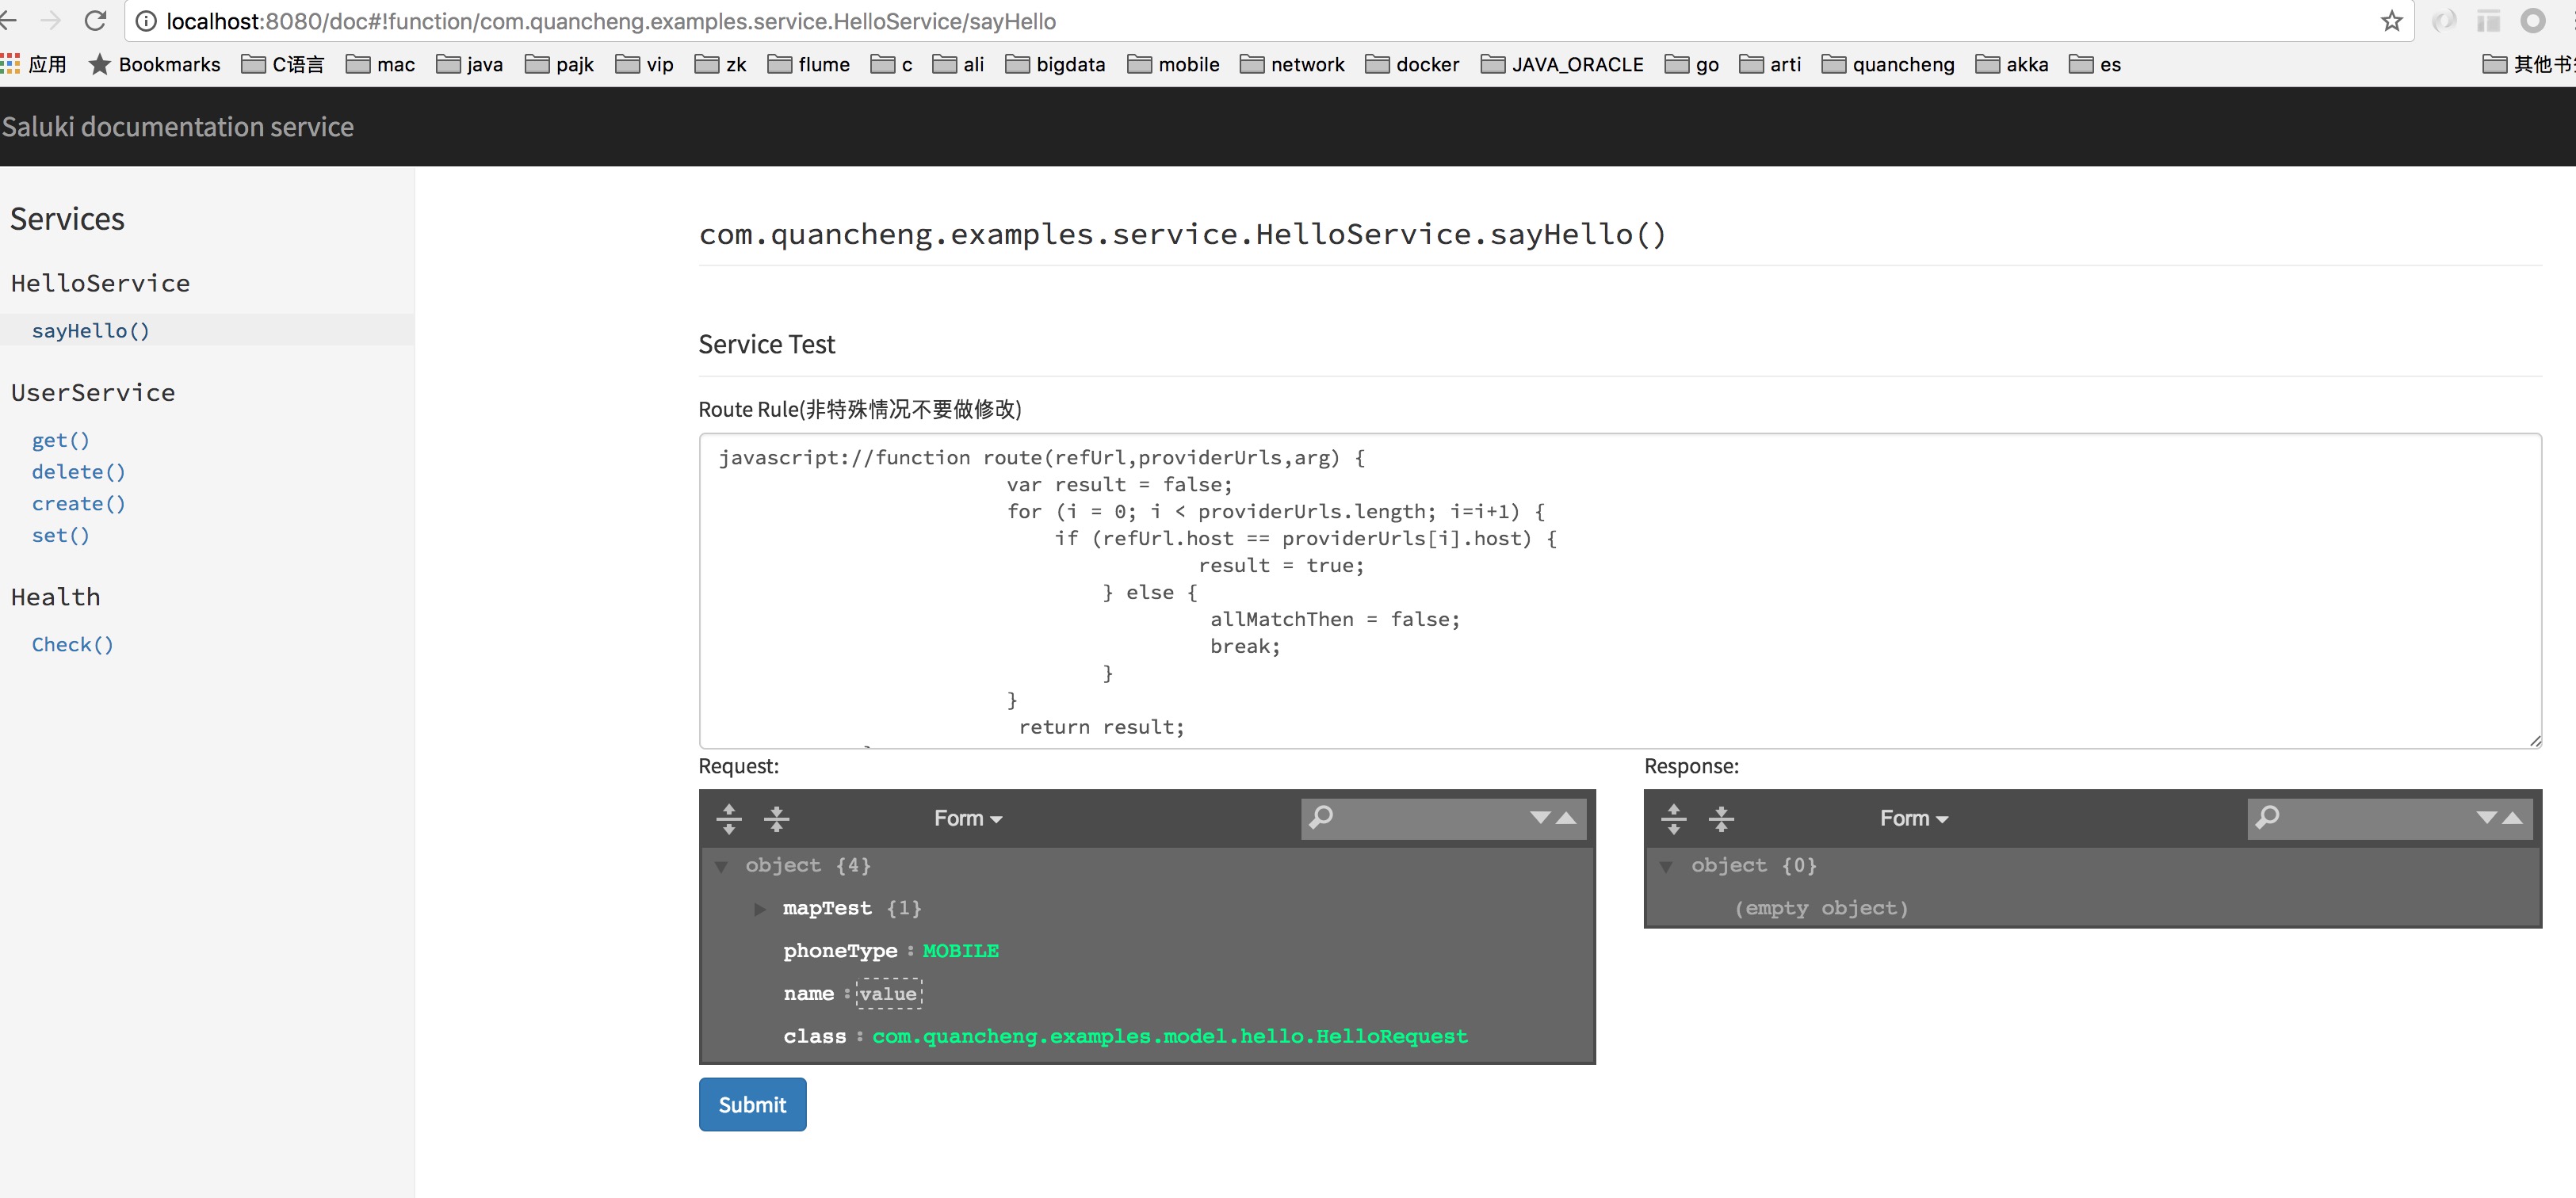 localhost:8080/doc#!function/com.quancheng.examples.service.HelloService/sayHello
应用 Bookmarks C语言 mac java pajk vip zk flume c ali bigdata mobile network docker JAVA_ORACLE go arti quancheng akka es 其他书
Saluki documentation service
Services
HelloService
sayHello()
UserService
get()
delete()
create()
set()
Health
Check()
com.quancheng.examples.service.HelloService.sayHello()
Service Test
Route Rule(非特殊情况不要做修改)
javascript://function route(refUrl,providerUrls,arg) {
var result = false;
for (i = 0; i < providerUrls.length; i=i+1) {
if (refUrl.host == providerUrls[i].host) {
result = true;
} else {
allMatchThen = false;
break;
}
}
return result;
Request:
Form
object {4}
mapTest {1}
phoneType : MOBILE
name : value
class : com.quancheng.examples.model.hello.HelloRequest
Submit
Response:
Form
object {0}
(empty object)